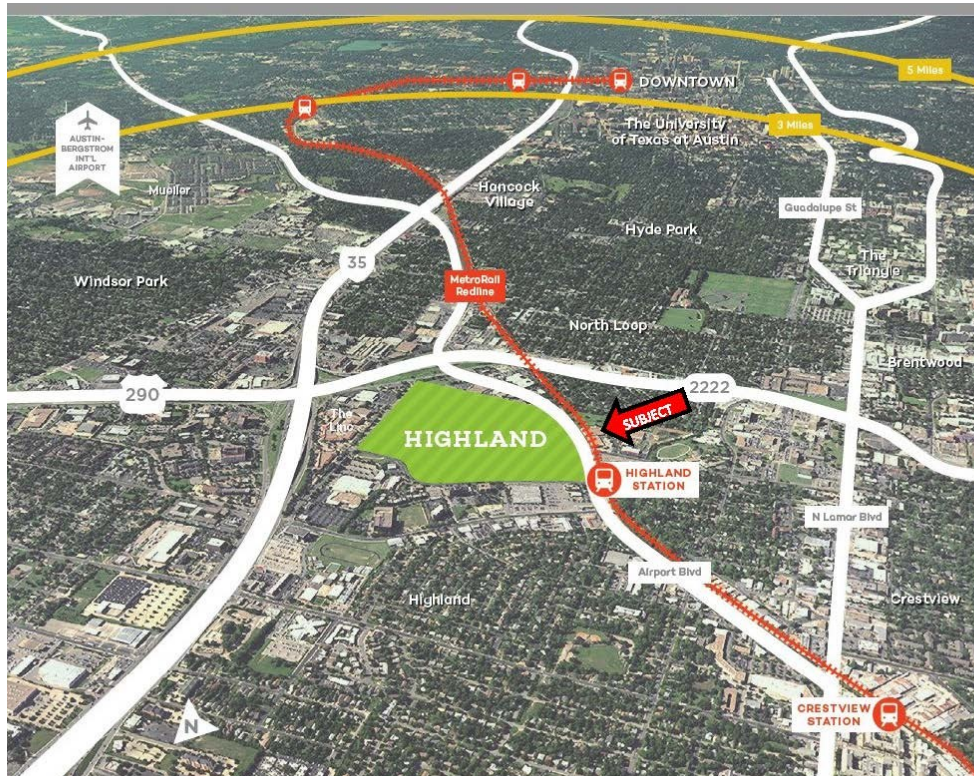 5 Miles
DOWNTOWN
3 Miles
The University
of Texas at Austin
AUSTIN-
BERGSTROM
INT'L
AIRPORT
Mueller
Hancock
Village
Guadalupe St
Hyde Park
35
The
Triangle
Windsor Park
MetroRail
Redline
North Loop
Brentwood
290
2222
SUBJECT
The
Linc
HIGHLAND
HIGHLAND
STATION
N Lamar Blvd
Airport Blvd
Highland
Crestview
CRESTVIEW
STATION
N